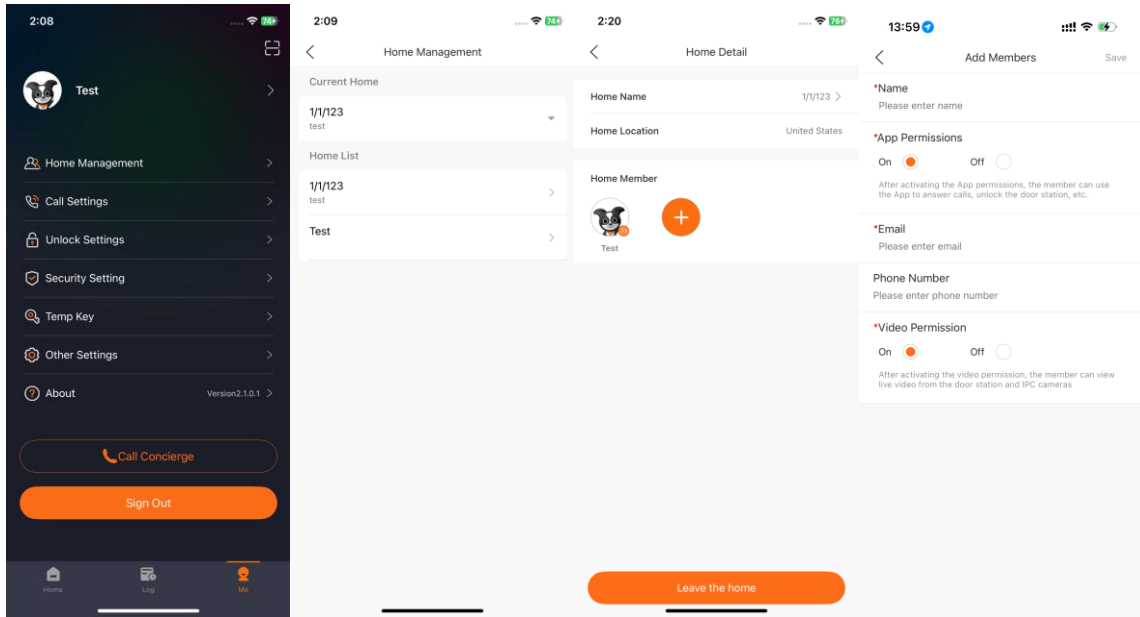 2:08
74
Test
Home Management
Call Settings
Unlock Settings
Security Setting
Temp Key
Other Settings
About
Version2.1.0.1
Call Concierge
Sign Out
Home
Log
Me
2:09
74
Home Management
Current Home
1/1/123
test
Home List
1/1/123
test
Test
2:20
76
Home Detail
Home Name
1/1/123
Home Location
United States
Home Member
Test
Leave the home
13:59
Add Members
Save
*Name
Please enter name
*App Permissions
On
Off
After activating the App permissions, the member can use
the App to answer calls, unlock the door station, etc.
*Email
Please enter email
Phone Number
Please enter phone number
*Video Permission
On
Off
After activating the video permission, the member can view
live video from the door station and IPC cameras